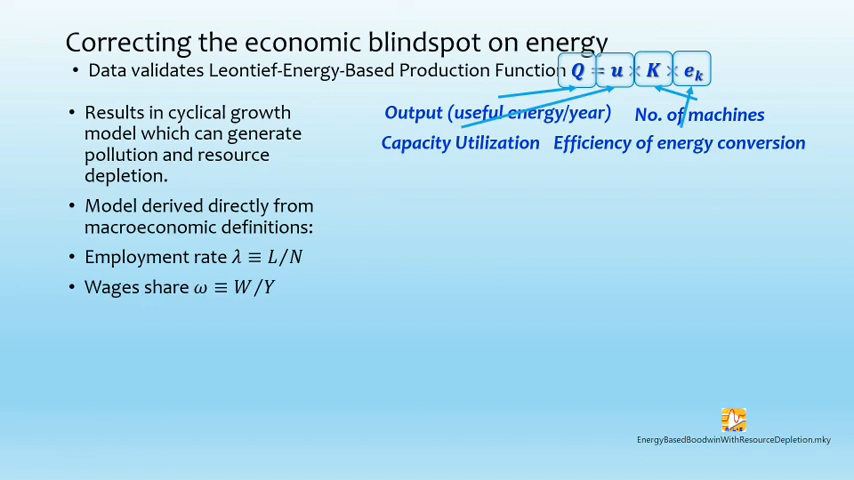 Correcting the economic blindspot on energy
• Data validates Leontief-Energy-Based Production Function Q = u × K × eₖ
Output (useful energy/year) No. of machines
Capacity Utilization Efficiency of energy conversion
• Results in cyclical growth
model which can generate
pollution and resource
depletion.
• Model derived directly from
macroeconomic definitions:
• Employment rate λ ≡ L/N
• Wages share ω ≡ W/Y
EnergyBasedBoodwinWithResourceDepletion.mky